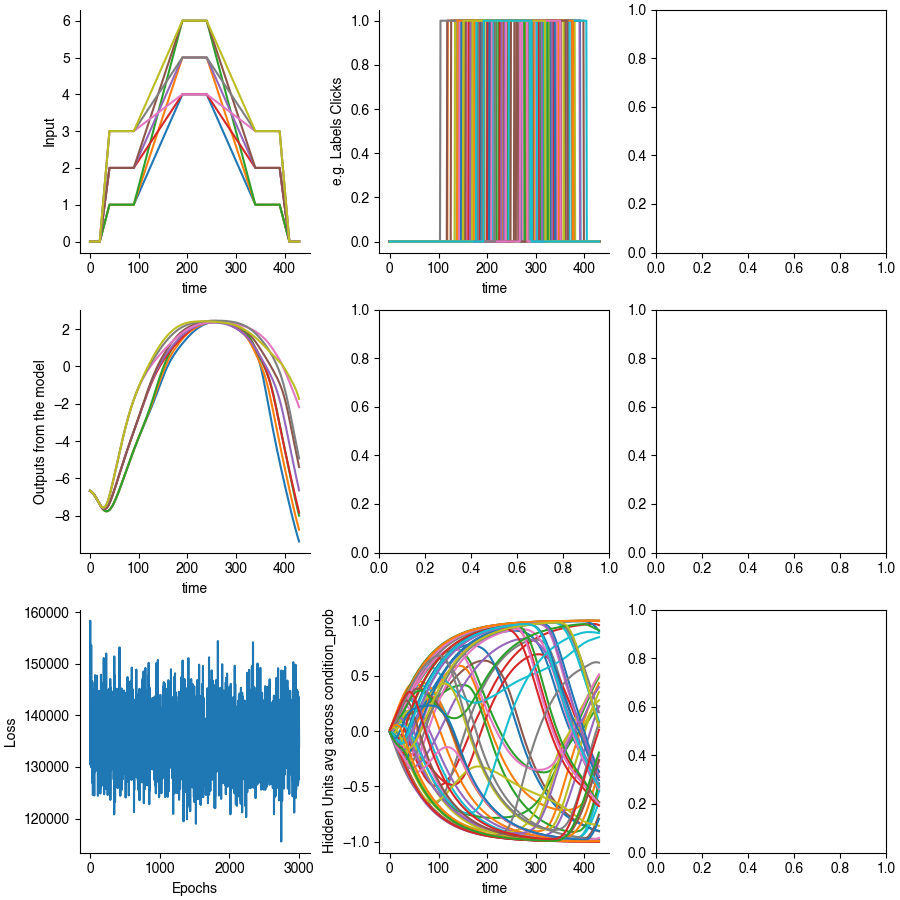 6
5
4
3
2
1
0
Input
0 100 200 300 400
time
1.0
0.8
0.6
0.4
0.2
0.0
e.g. Labels Clicks
0 100 200 300 400
time
1.0
0.8
0.6
0.4
0.2
0.0
0.0 0.2 0.4 0.6 0.8 1.0
2
0
−2
−4
−6
−8
Outputs from the model
0 100 200 300 400
time
1.0
0.8
0.6
0.4
0.2
0.0
0.0 0.2 0.4 0.6 0.8 1.0
1.0
0.8
0.6
0.4
0.2
0.0
0.0 0.2 0.4 0.6 0.8 1.0
160000
150000
140000
130000
120000
Loss
0 1000 2000 3000
Epochs
1.0
0.5
0.0
−0.5
−1.0
Hidden Units avg across condition_prob
0 100 200 300 400
time
1.0
0.8
0.6
0.4
0.2
0.0
0.0 0.2 0.4 0.6 0.8 1.0